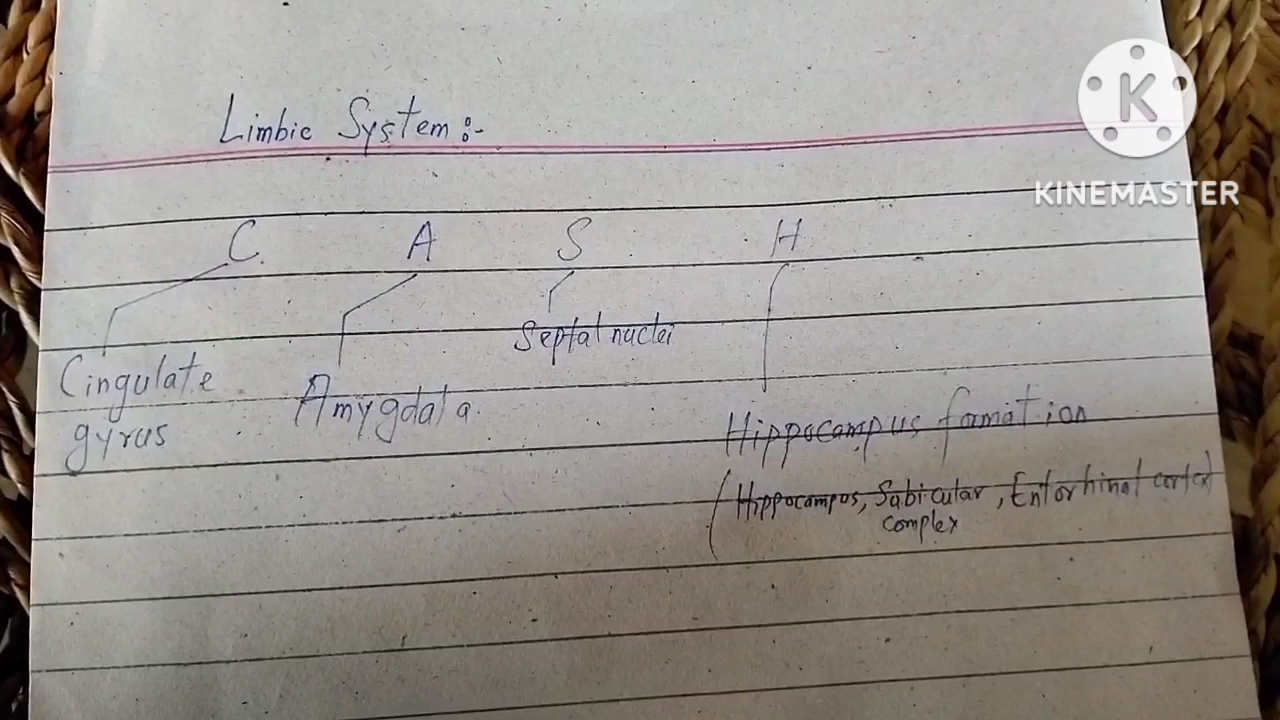 Limbic System :-
C A S H
Septal nuclei
Cingulate
gyrus
Amygdala.
Hippocampus formation
(Hippocampus, Subicular, Entorhinal cortex
complex
K
KINEMASTER